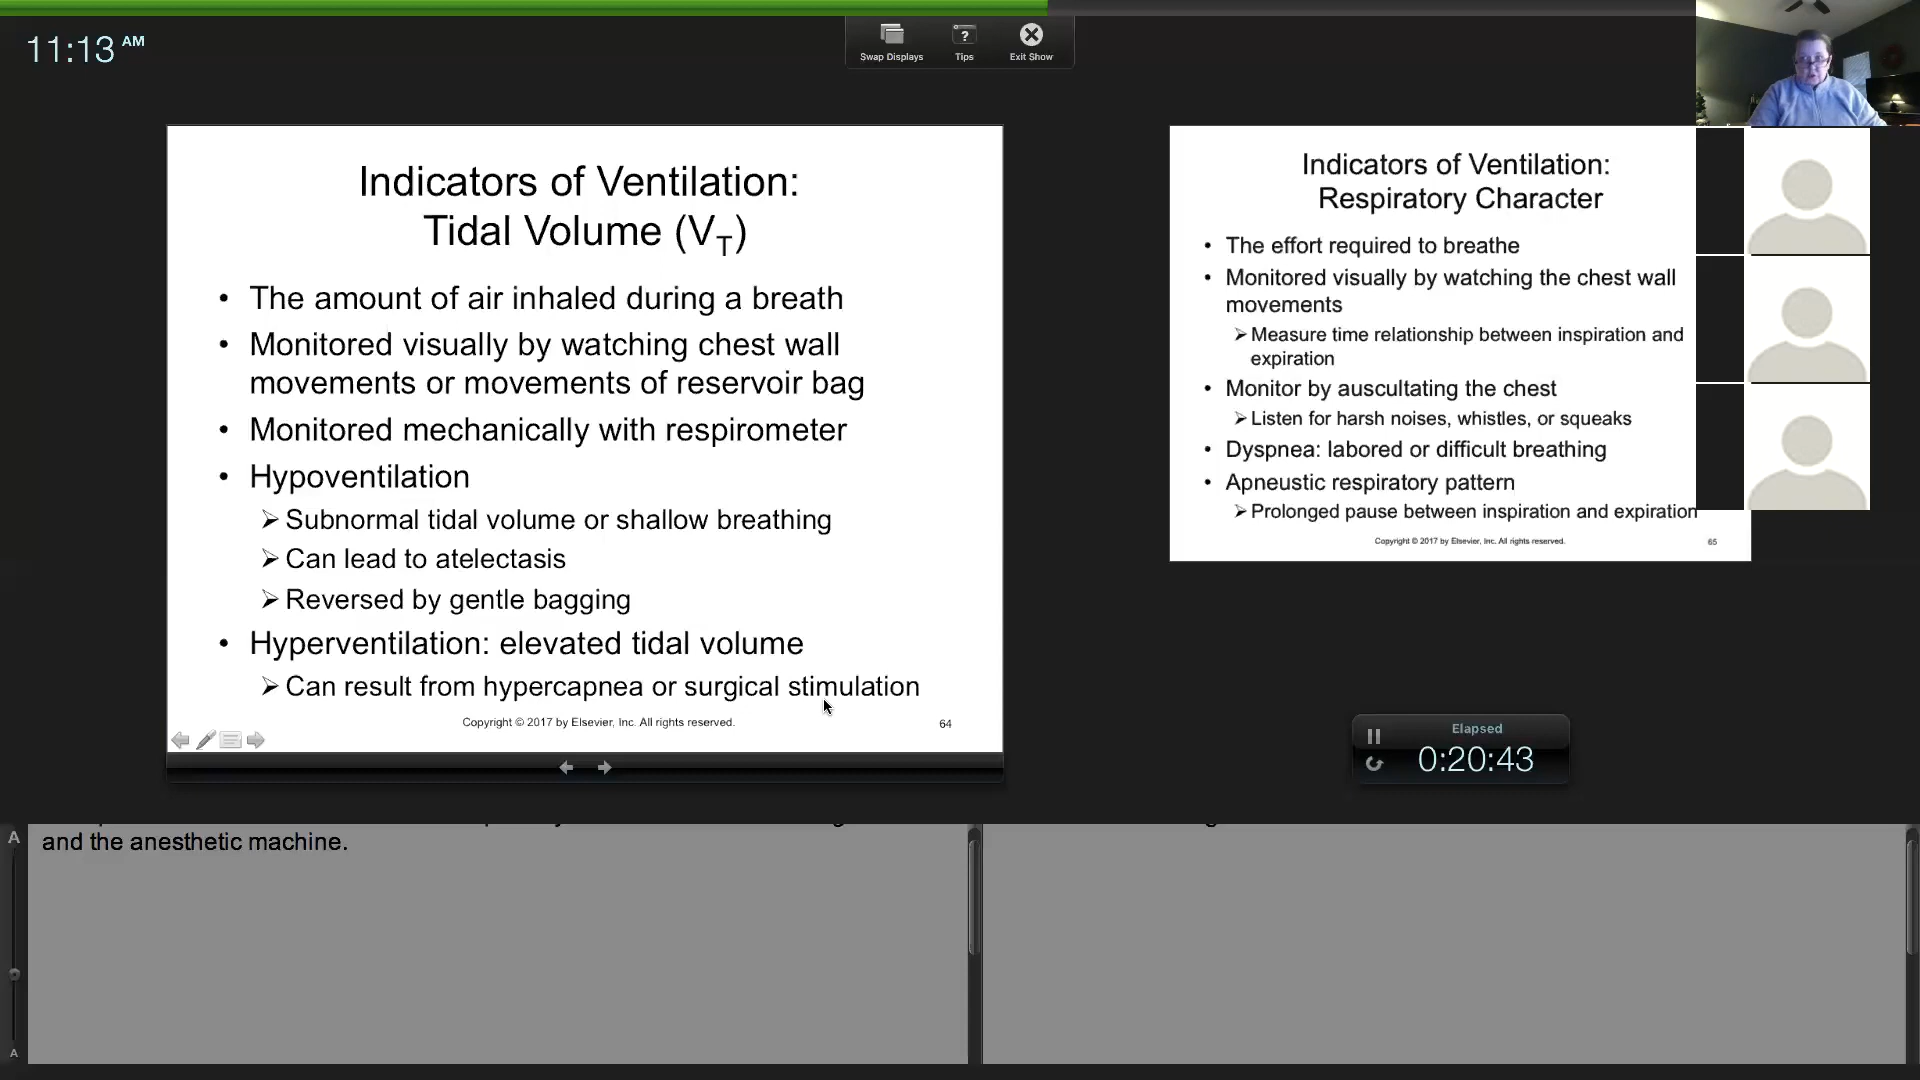 11:13 AM
Swap Displays
?
Tips
Exit Show
Indicators of Ventilation:
Tidal Volume (VT)
• The amount of air inhaled during a breath
• Monitored visually by watching chest wall
movements or movements of reservoir bag
• Monitored mechanically with respirometer
• Hypoventilation
➢ Subnormal tidal volume or shallow breathing
➢ Can lead to atelectasis
➢ Reversed by gentle bagging
• Hyperventilation: elevated tidal volume
➢ Can result from hypercapnea or surgical stimulation
Copyright © 2017 by Elsevier, Inc. All rights reserved.
64
Indicators of Ventilation:
Respiratory Character
• The effort required to breathe
• Monitored visually by watching the chest wall
movements
➢ Measure time relationship between inspiration and
expiration
• Monitor by auscultating the chest
➢ Listen for harsh noises, whistles, or squeaks
• Dyspnea: labored or difficult breathing
• Apneustic respiratory pattern
➢ Prolonged pause between inspiration and expiration
Copyright © 2017 by Elsevier, Inc. All rights reserved.
65
Elapsed
0:20:43
A
and the anesthetic machine.
A